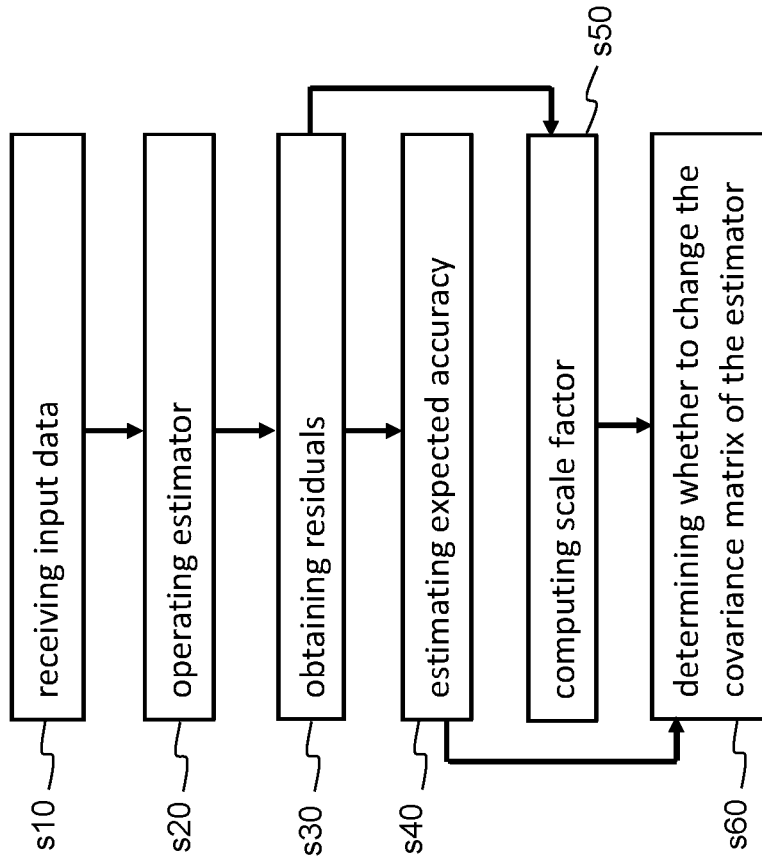 s10
receiving input data
s20
operating estimator
s30
obtaining residuals
s40
estimating expected accuracy
computing scale factor
s50
s60
determining whether to change the
covariance matrix of the estimator